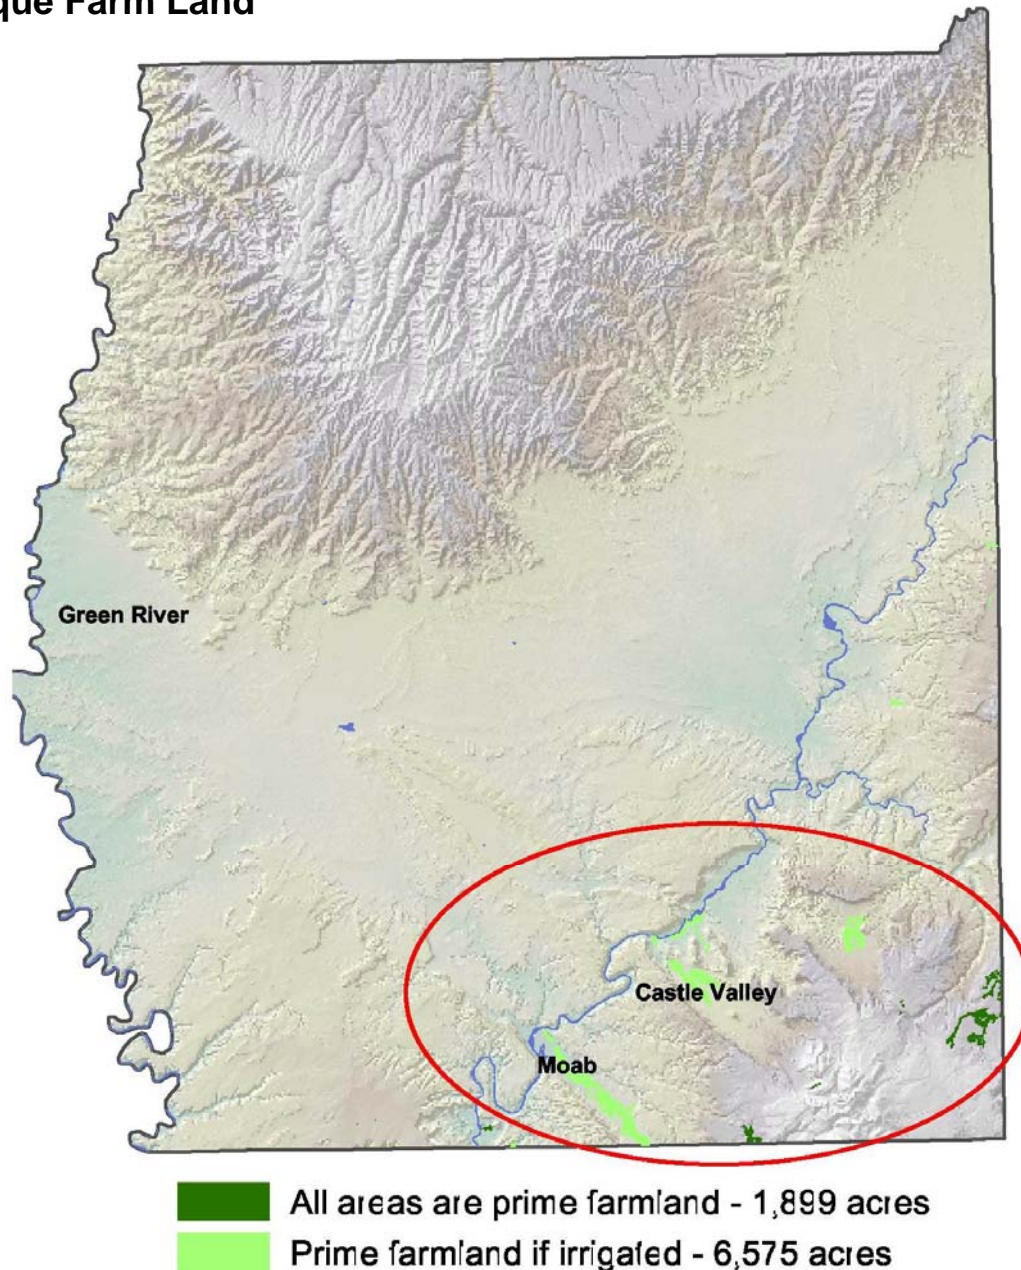 que Farm Land
Green River
Castle Valley
Moab
All areas are prime farmland - 1,899 acres
Prime farmland if irrigated - 6,575 acres